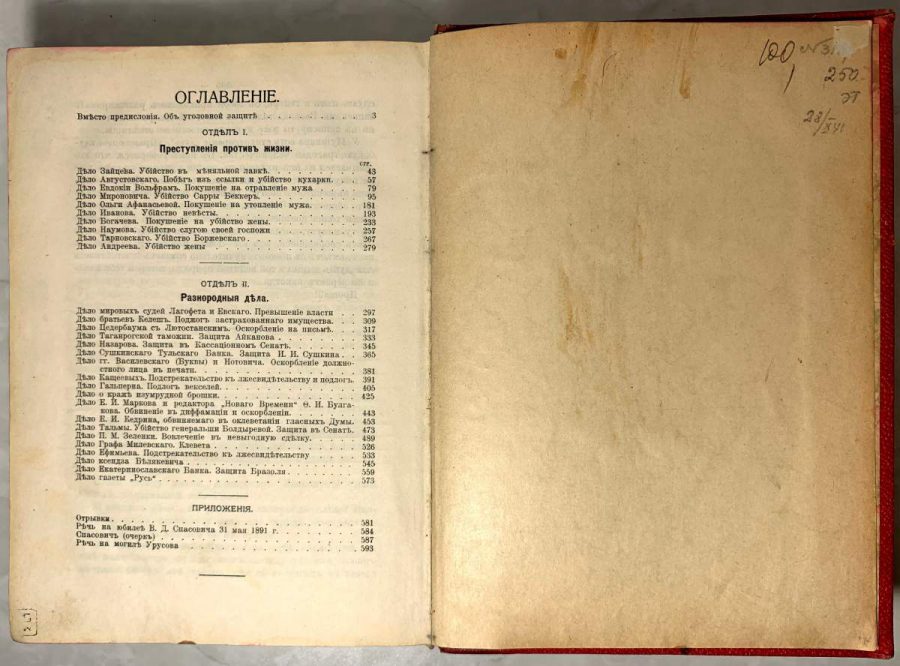 ОГЛАВЛЕНІЕ.
Вмѣсто предисловія. Объ уголовной защитѣ . . . . . . . . . . . . 3
ОТДѢЛЪ I.
Преступленія противъ жизни.
СТР.
Дѣло Зайцева. Убійство въ мѣняльной лавкѣ. . . . . . . . . . 43
Дѣло Августовскаго. Побѣгъ изъ ссылки и убійство кухарки. . . . 57
Дѣло Евдокіи Вольфрамъ. Покушеніе на отравленіе мужа . . . . 79
Дѣло Мироновича. Убійство Сарры Беккеръ. . . . . . . . . . 95
Дѣло Ольги Афанасьевой. Покушеніе на утопленіе мужа. . . . . 181
Дѣло Иванова. Убійство невѣсты. . . . . . . . . . . . . 193
Дѣло Богачева. Покушеніе на убійство жены. . . . . . . . . 233
Дѣло Наумова. Убійство слугою своей госпожи . . . . . . . . 257
Дѣло Тарновскаго. Убійство Боржевскаго . . . . . . . . . . 267
Дѣло Андреева. Убійство жены . . . . . . . . . . . . . 279
ОТДѢЛЪ II.
Разнородныя дѣла.
Дѣло мировыхъ судей Лагофета и Евскаго. Превышеніе власти . . 297
Дѣло братьевъ Келешъ. Поджогъ застрахованнаго имущества. . . 309
Дѣло Цедербаума съ Лютостанскимъ. Оскорбленіе на письмѣ. . . . 317
Дѣло Таганрогской таможни. Защита Айканова . . . . . . . . 333
Дѣло Назарова. Защита въ Кассаціонномъ Сенатѣ. . . . . . . 345
Дѣло Сушкинскаго Тульскаго Банка. Защита И. И. Сушкина . . . 365
Дѣло гг. Василевскаго (Буквы) и Нотовича. Оскорбленіе должно-
стного лица въ печати. . . . . . . . . . . . . . . . 381
Дѣло Кащеевыхъ. Подстрекательство къ лжесвидѣтельству и подлогъ. 391
Дѣло Гальперна. Подлогъ векселей. . . . . . . . . . . . 405
Дѣло о кражѣ изумрудной брошки. . . . . . . . . . . . . 425
Дѣло Е. Й. Маркова и редактора „Новаго Времени“ Ѳ. И. Булга-
кова. Обвиненіе въ диффамаціи и оскорбленіи. . . . . . . . 443
Дѣло Е. И. Кедрина, обвиняемаго въ оклеветаніи гласныхъ Думы. . 453
Дѣло Тальмы. Убійство генеральши Болдыревой. Защита въ Сенатѣ. 473
Дѣло П. М. Зеленки. Вовлеченіе въ невыгодную сдѣлку. . . . . 489
Дѣло Графа Милевскаго. Клевета . . . . . . . . . . . . . 526
Дѣло Ефимьева. Подстрекательство къ лжесвидѣтельству . . . . 533
Дѣло ксендза Бѣлякевича . . . . . . . . . . . . . . . 545
Дѣло Екатеринославскаго Банка. Защита Бразоля . . . . . . . 559
Дѣло газеты „Русь“ . . . . . . . . . . . . . . . . . 573
ПРИЛОЖЕНІЯ.
Отрывки. . . . . . . . . . . . . . . . . . . . . 581
Рѣчь на юбилеѣ В. Д. Спасовича 31 мая 1891 г. . . . . . . . 584
Спасовичъ (очеркъ) . . . . . . . . . . . . . . . . . 587
Рѣчь на могилѣ Урусова . . . . . . . . . . . . . . . 593
100
250